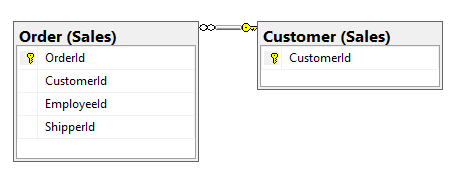 Order (Sales)
OrderId
CustomerId
EmployeeId
ShipperId
Customer (Sales)
CustomerId